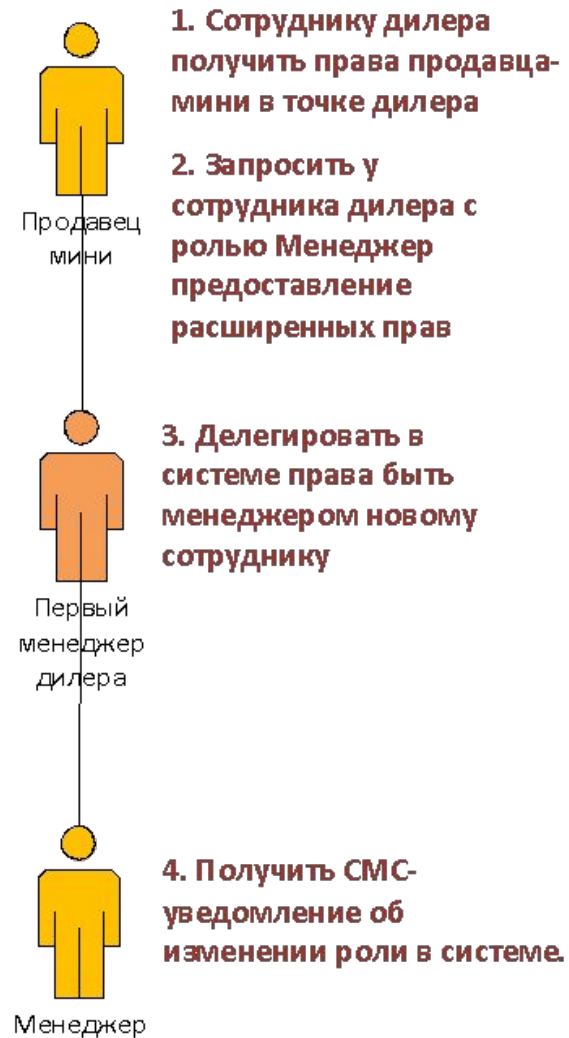 1. Сотруднику дилера
получить права продавца-
мини в точке дилера
2. Запросить у
сотрудника дилера с
ролью Менеджер
предоставление
расширенных прав
Продавец
мини
3. Делегировать в
системе права быть
менеджером новому
сотруднику
Первый
менеджер
дилера
4. Получить СМС-
уведомление об
изменении роли в системе.
Менеджер